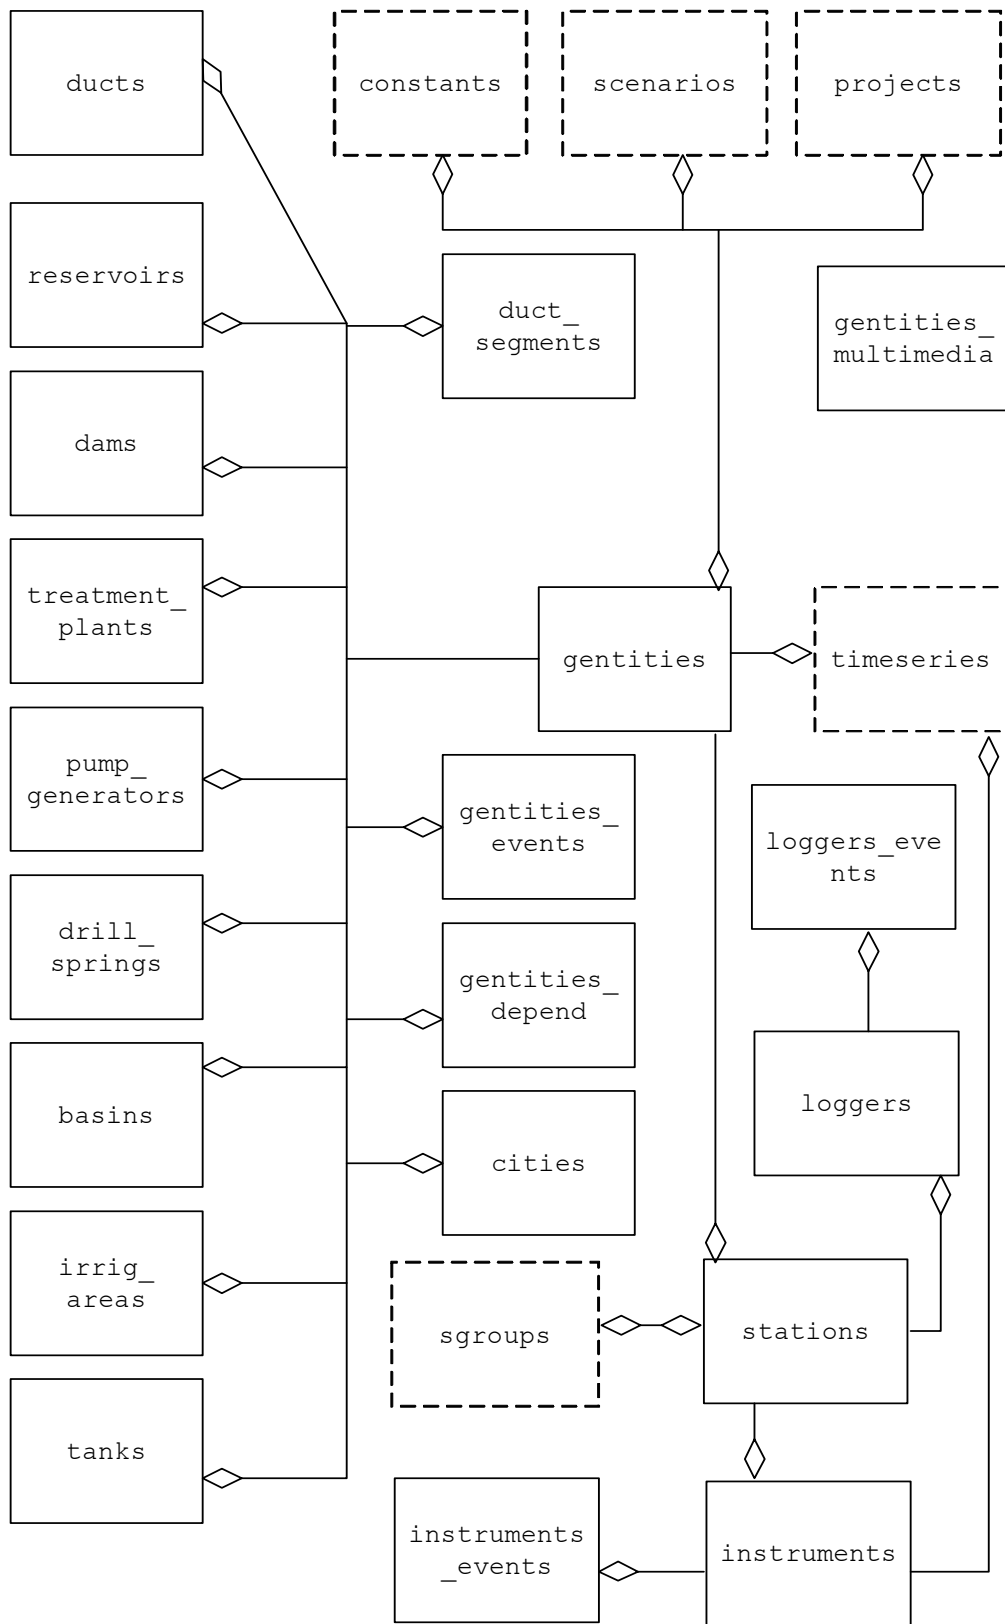 ducts
constants
scenarios
projects
reservoirs
duct_
segments
gentities_
multimedia
dams
treatment_
plants
gentities
timeseries
pump_
generators
gentities_
events
loggers_eve
nts
drill_
springs
gentities_
depend
basins
cities
loggers
irrig_
areas
sgroups
stations
tanks
instruments
_events
instruments